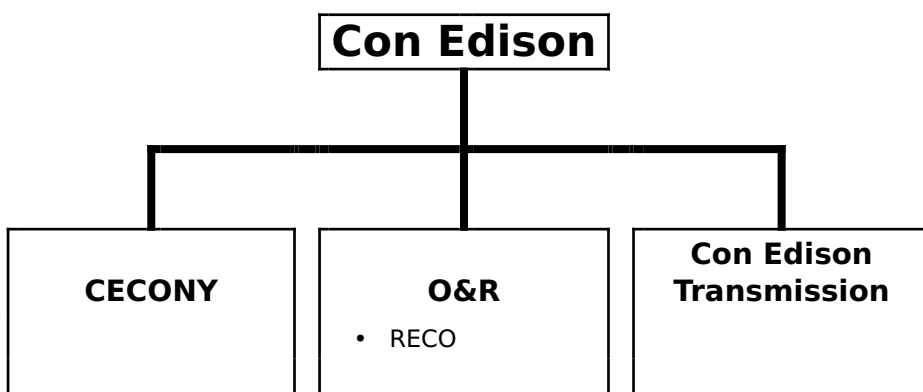 Con Edison
CECONY
O&R
• RECO
Con Edison
Transmission